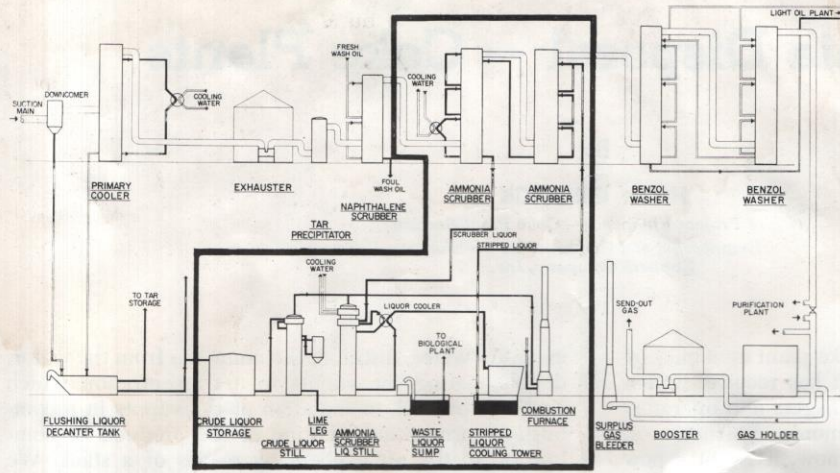 LIGHT OIL PLANT
FRESH
WASH OIL
DOWNCOMER
SUCTION
MAIN
COOLING
WATER
COOLING
WATER
FOUL
WASH OIL
PRIMARY
COOLER
EXHAUSTER
TAR
PRECIPITATOR
NAPHTHALENE
SCRUBBER
AMMONIA
SCRUBBER
AMMONIA
SCRUBBER
BENZOL
WASHER
BENZOL
WASHER
SCRUBBER LIQUOR
STRIPPED LIQUOR
COOLING
WATER
TO TAR
STORAGE
LIQUOR COOLER
TO
BIOLOGICAL
PLANT
SEND-OUT
GAS
PURIFICATION
PLANT
FLUSHING LIQUOR
DECANTER TANK
CRUDE LIQUOR
STORAGE
CRUDE LIQUOR
STILL
LIME
LEG
AMMONIA
SCRUBBER
LIQ STILL
WASTE
LIQUOR
SUMP
STRIPPED
LIQUOR
COOLING TOWER
COMBUSTION
FURNACE
SURPLUS
GAS
BLEEDER
BOOSTER
GAS HOLDER